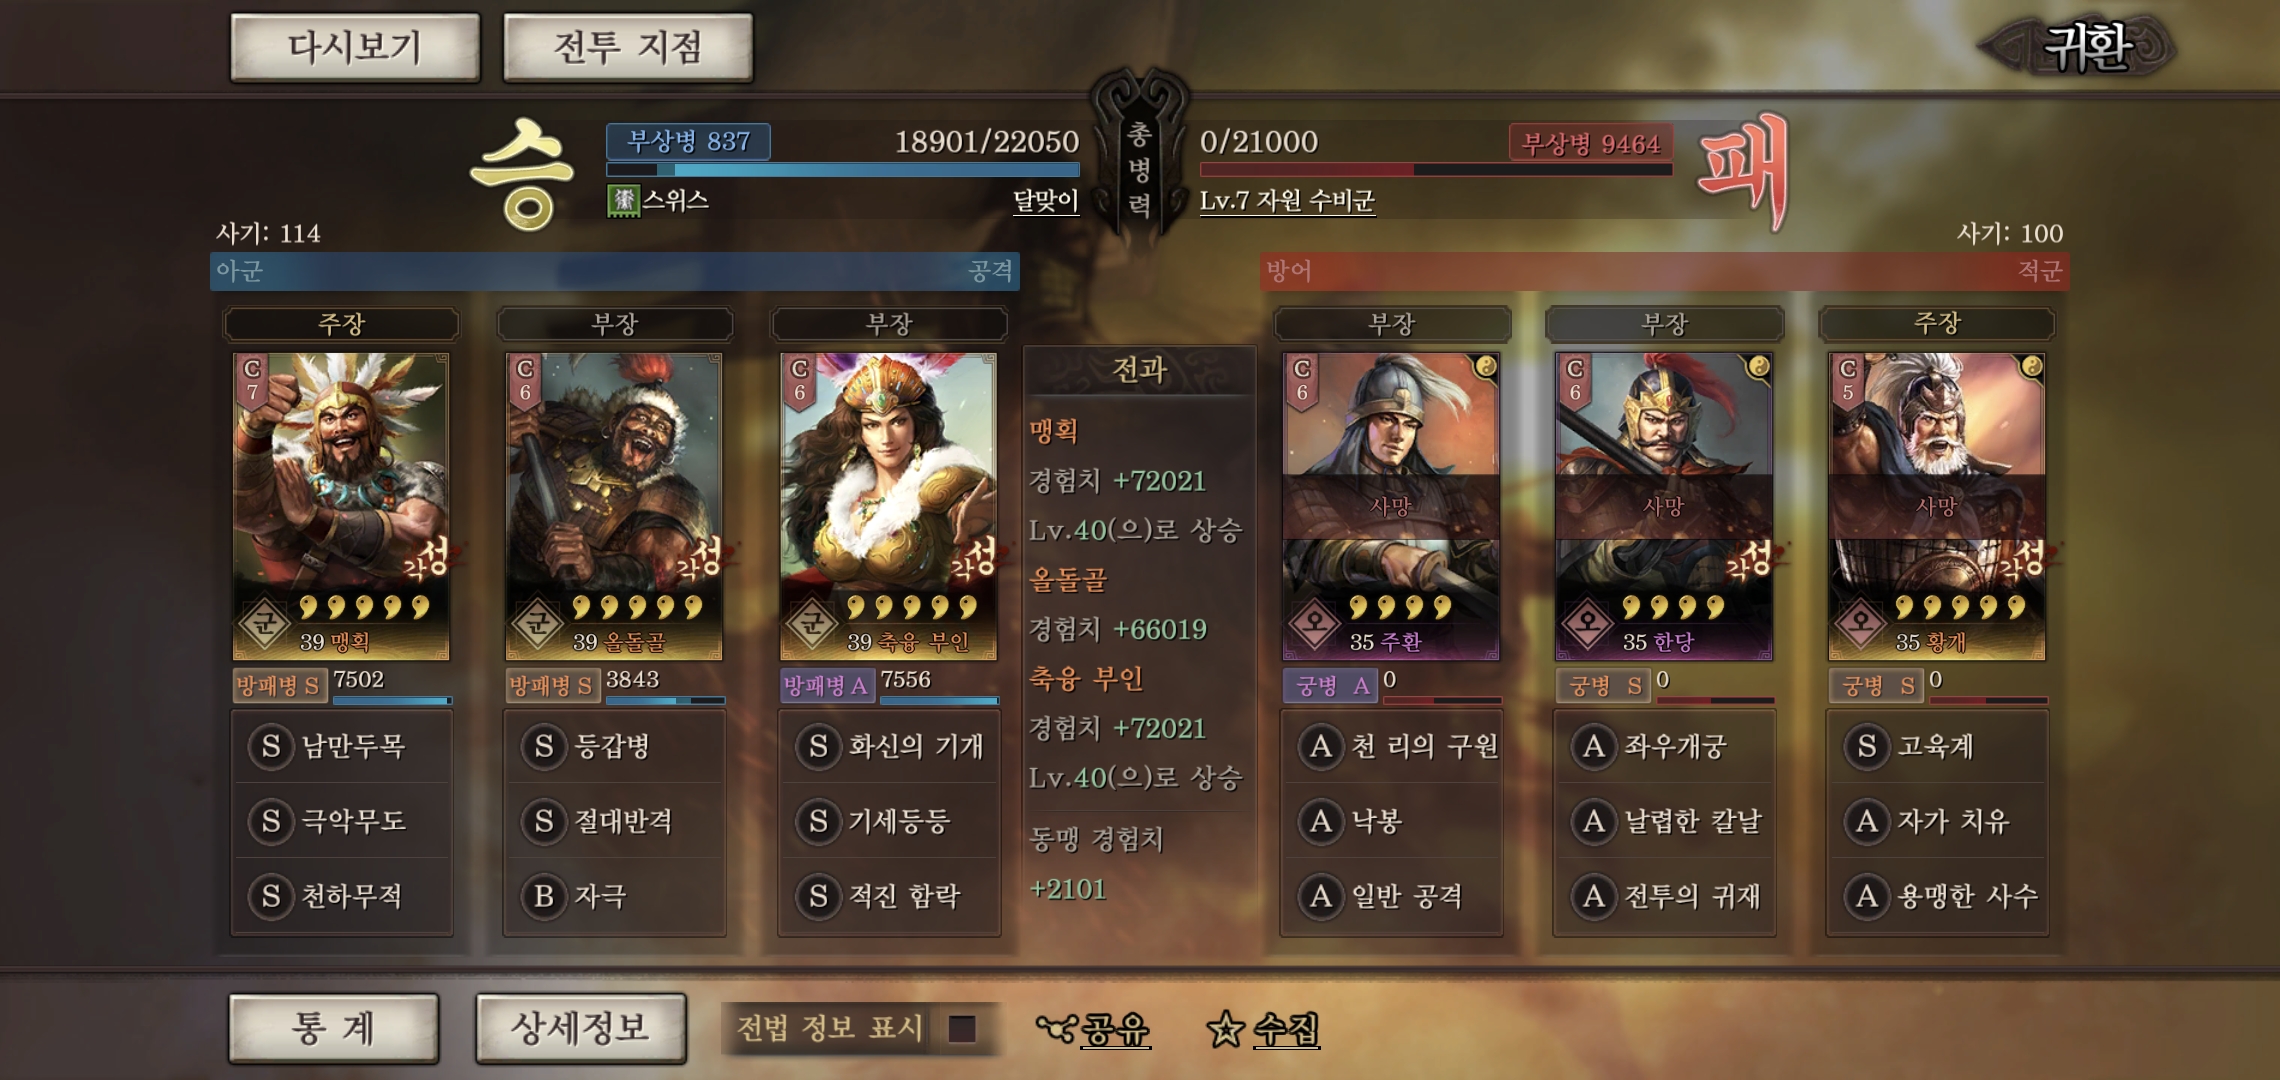 다시보기
전투 지점
귀환
승
부상병 837
18901/22050
총병력
0/21000
부상병 9464
패
스위스
달맞이
Lv.7 자원 수비군
사기: 114
사기: 100
아군
공격
방어
적군
주장
부장
부장
부장
부장
주장
C 7
각성
군
39 맹획
방패병 S
7502
S 남만두목
S 극악무도
S 천하무적
C 6
각성
군
39 올돌골
방패병 S
3843
S 등갑병
S 절대반격
B 자극
C 6
각성
군
39 축융 부인
방패병 A
7556
S 화신의 기개
S 기세등등
S 적진 함락
전과
맹획
경험치 +72021
Lv.40(으)로 상승
올돌골
경험치 +66019
축융 부인
경험치 +72021
Lv.40(으)로 상승
동맹 경험치
+2101
C 6
사망
오
35 주환
궁병 A
0
A 천 리의 구원
A 낙봉
A 일반 공격
C 6
사망
각성
오
35 한당
궁병 S
0
A 좌우개궁
A 날렵한 칼날
A 전투의 귀재
C 5
사망
각성
오
35 황개
궁병 S
0
S 고육계
A 자가 치유
A 용맹한 사수
통 계
상세정보
전법 정보 표시
공유
수집